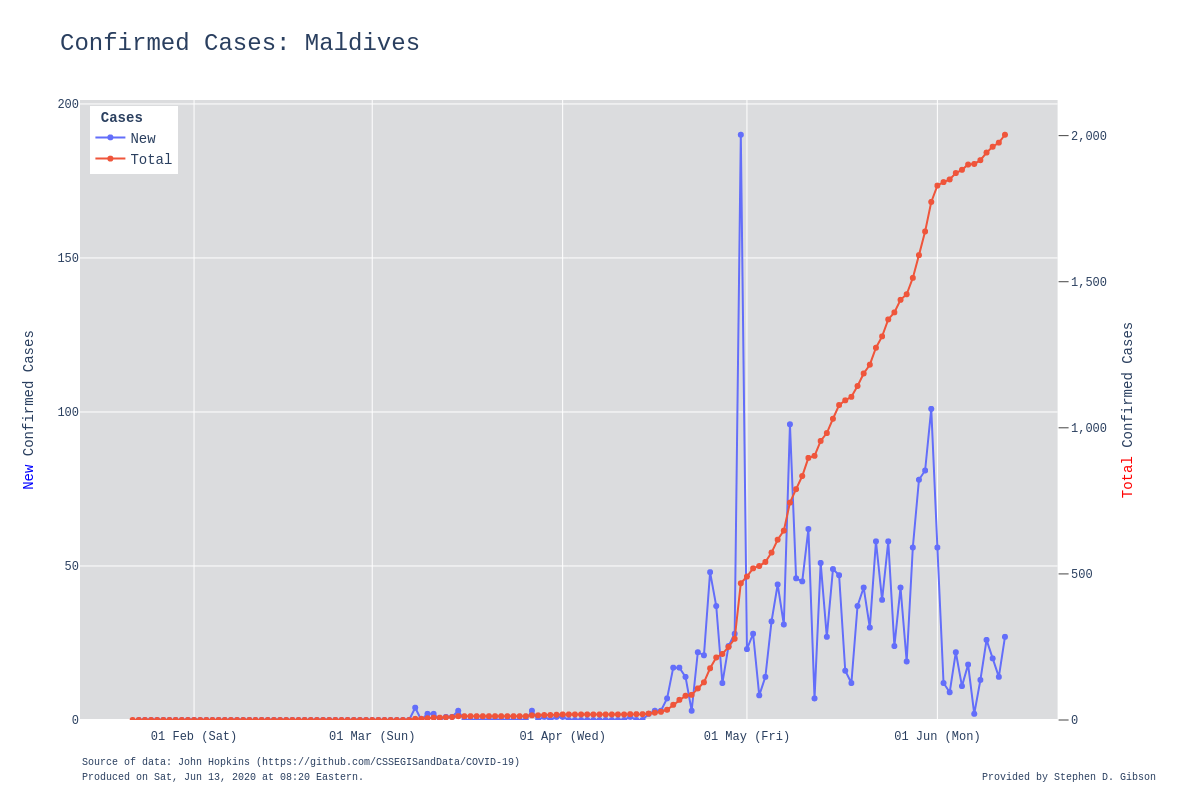 Confirmed Cases: Maldives
Cases
New
Total
200
150
100
50
0
2,000
1,500
1,000
500
0
New Confirmed Cases
Total Confirmed Cases
01 Feb (Sat)
01 Mar (Sun)
01 Apr (Wed)
01 May (Fri)
01 Jun (Mon)
Source of data: John Hopkins (https://github.com/CSSEGISandData/COVID-19)
Produced on Sat, Jun 13, 2020 at 08:20 Eastern.
Provided by Stephen D. Gibson